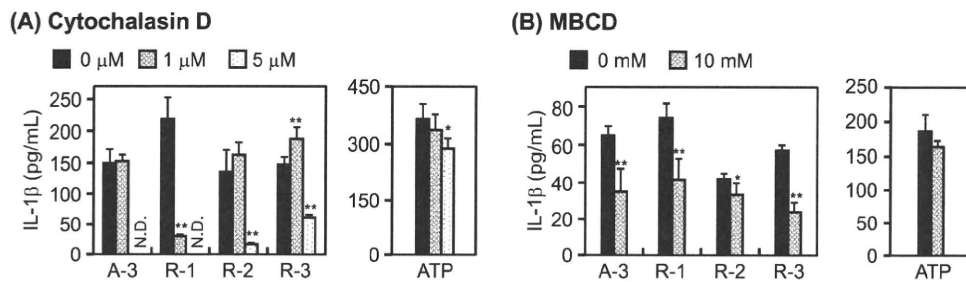 (A) Cytochalasin D
0 μM 1 μM 5 μM
IL-1β (pg/mL)
250
200
150
100
50
0
N.D.
**
N.D.
**
**
**
A-3 R-1 R-2 R-3
450
300
150
0
*
ATP
(B) MBCD
0 mM 10 mM
IL-1β (pg/mL)
80
60
40
20
0
**
**
*
**
A-3 R-1 R-2 R-3
250
200
150
100
50
0
ATP